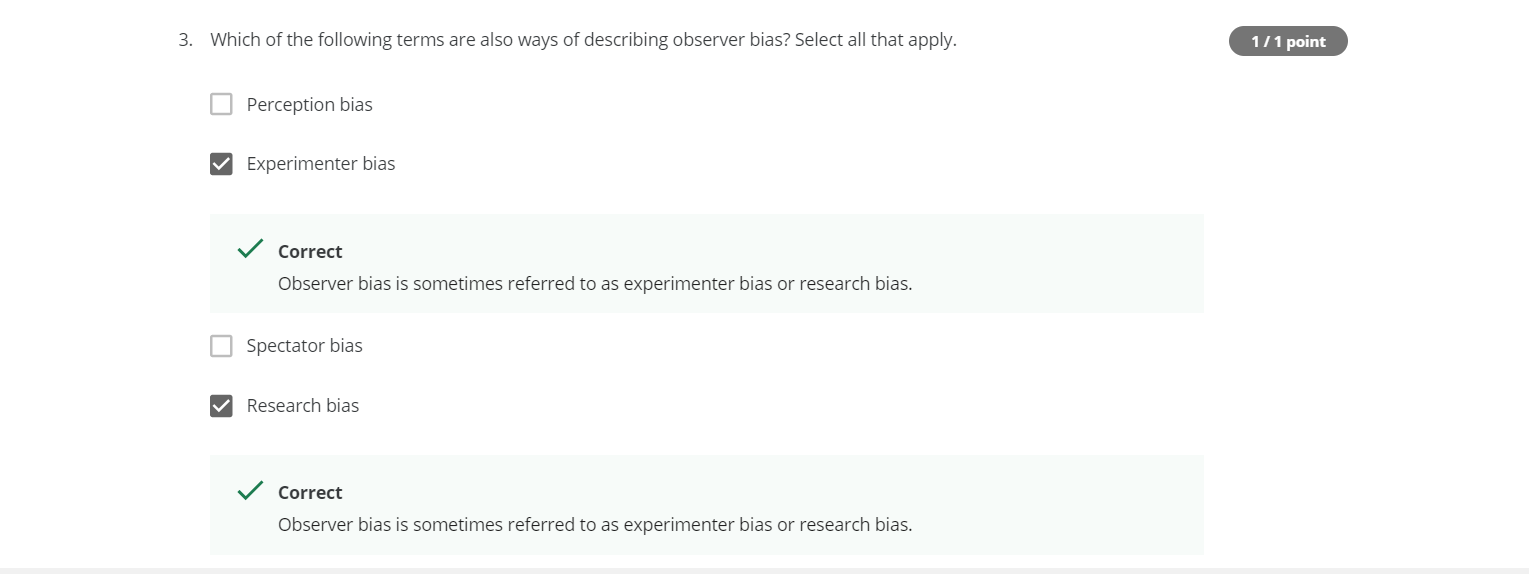 3. Which of the following terms are also ways of describing observer bias? Select all that apply.
1 / 1 point
Perception bias
Experimenter bias
Correct
Observer bias is sometimes referred to as experimenter bias or research bias.
Spectator bias
Research bias
Correct
Observer bias is sometimes referred to as experimenter bias or research bias.